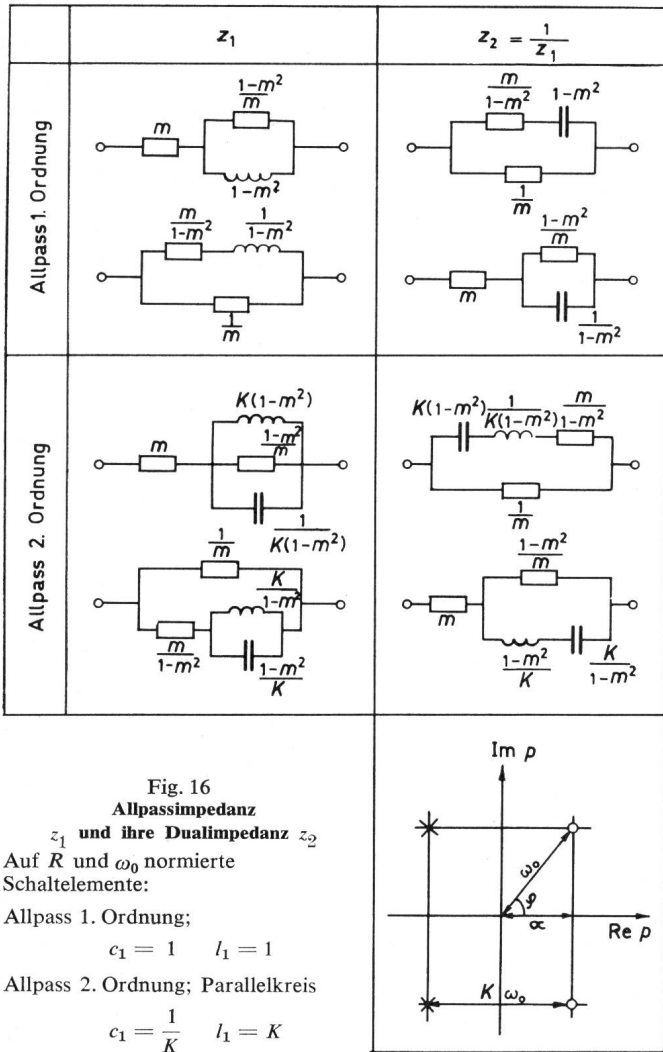 z₁
z₂ = 1/z₁
Allpass 1. Ordnung
m
1-m²/m
1-m²
m/1-m²
1/1-m²
1/m
m/1-m²
1-m²
1/m
1-m²/m
m
1/1-m²
Allpass 2. Ordnung
K(1-m²)
m
1-m²/m
1/K(1-m²)
1/m
K/1-m²
m/1-m²
1-m²/K
K(1-m²)
1/K(1-m²)
m/1-m²
1/m
1-m²/m
m
1-m²/K
K/1-m²
Im p
ω₀
φ
α
Re p
K ω₀
Fig. 16
Allpassimpedanz
z₁ und ihre Dualimpedanz z₂
Auf R und ω₀ normierte
Schaltelemente:
Allpass 1. Ordnung;
c₁ = 1 l₁ = 1
Allpass 2. Ordnung; Parallelkreis
c₁ = 1/K l₁ = K